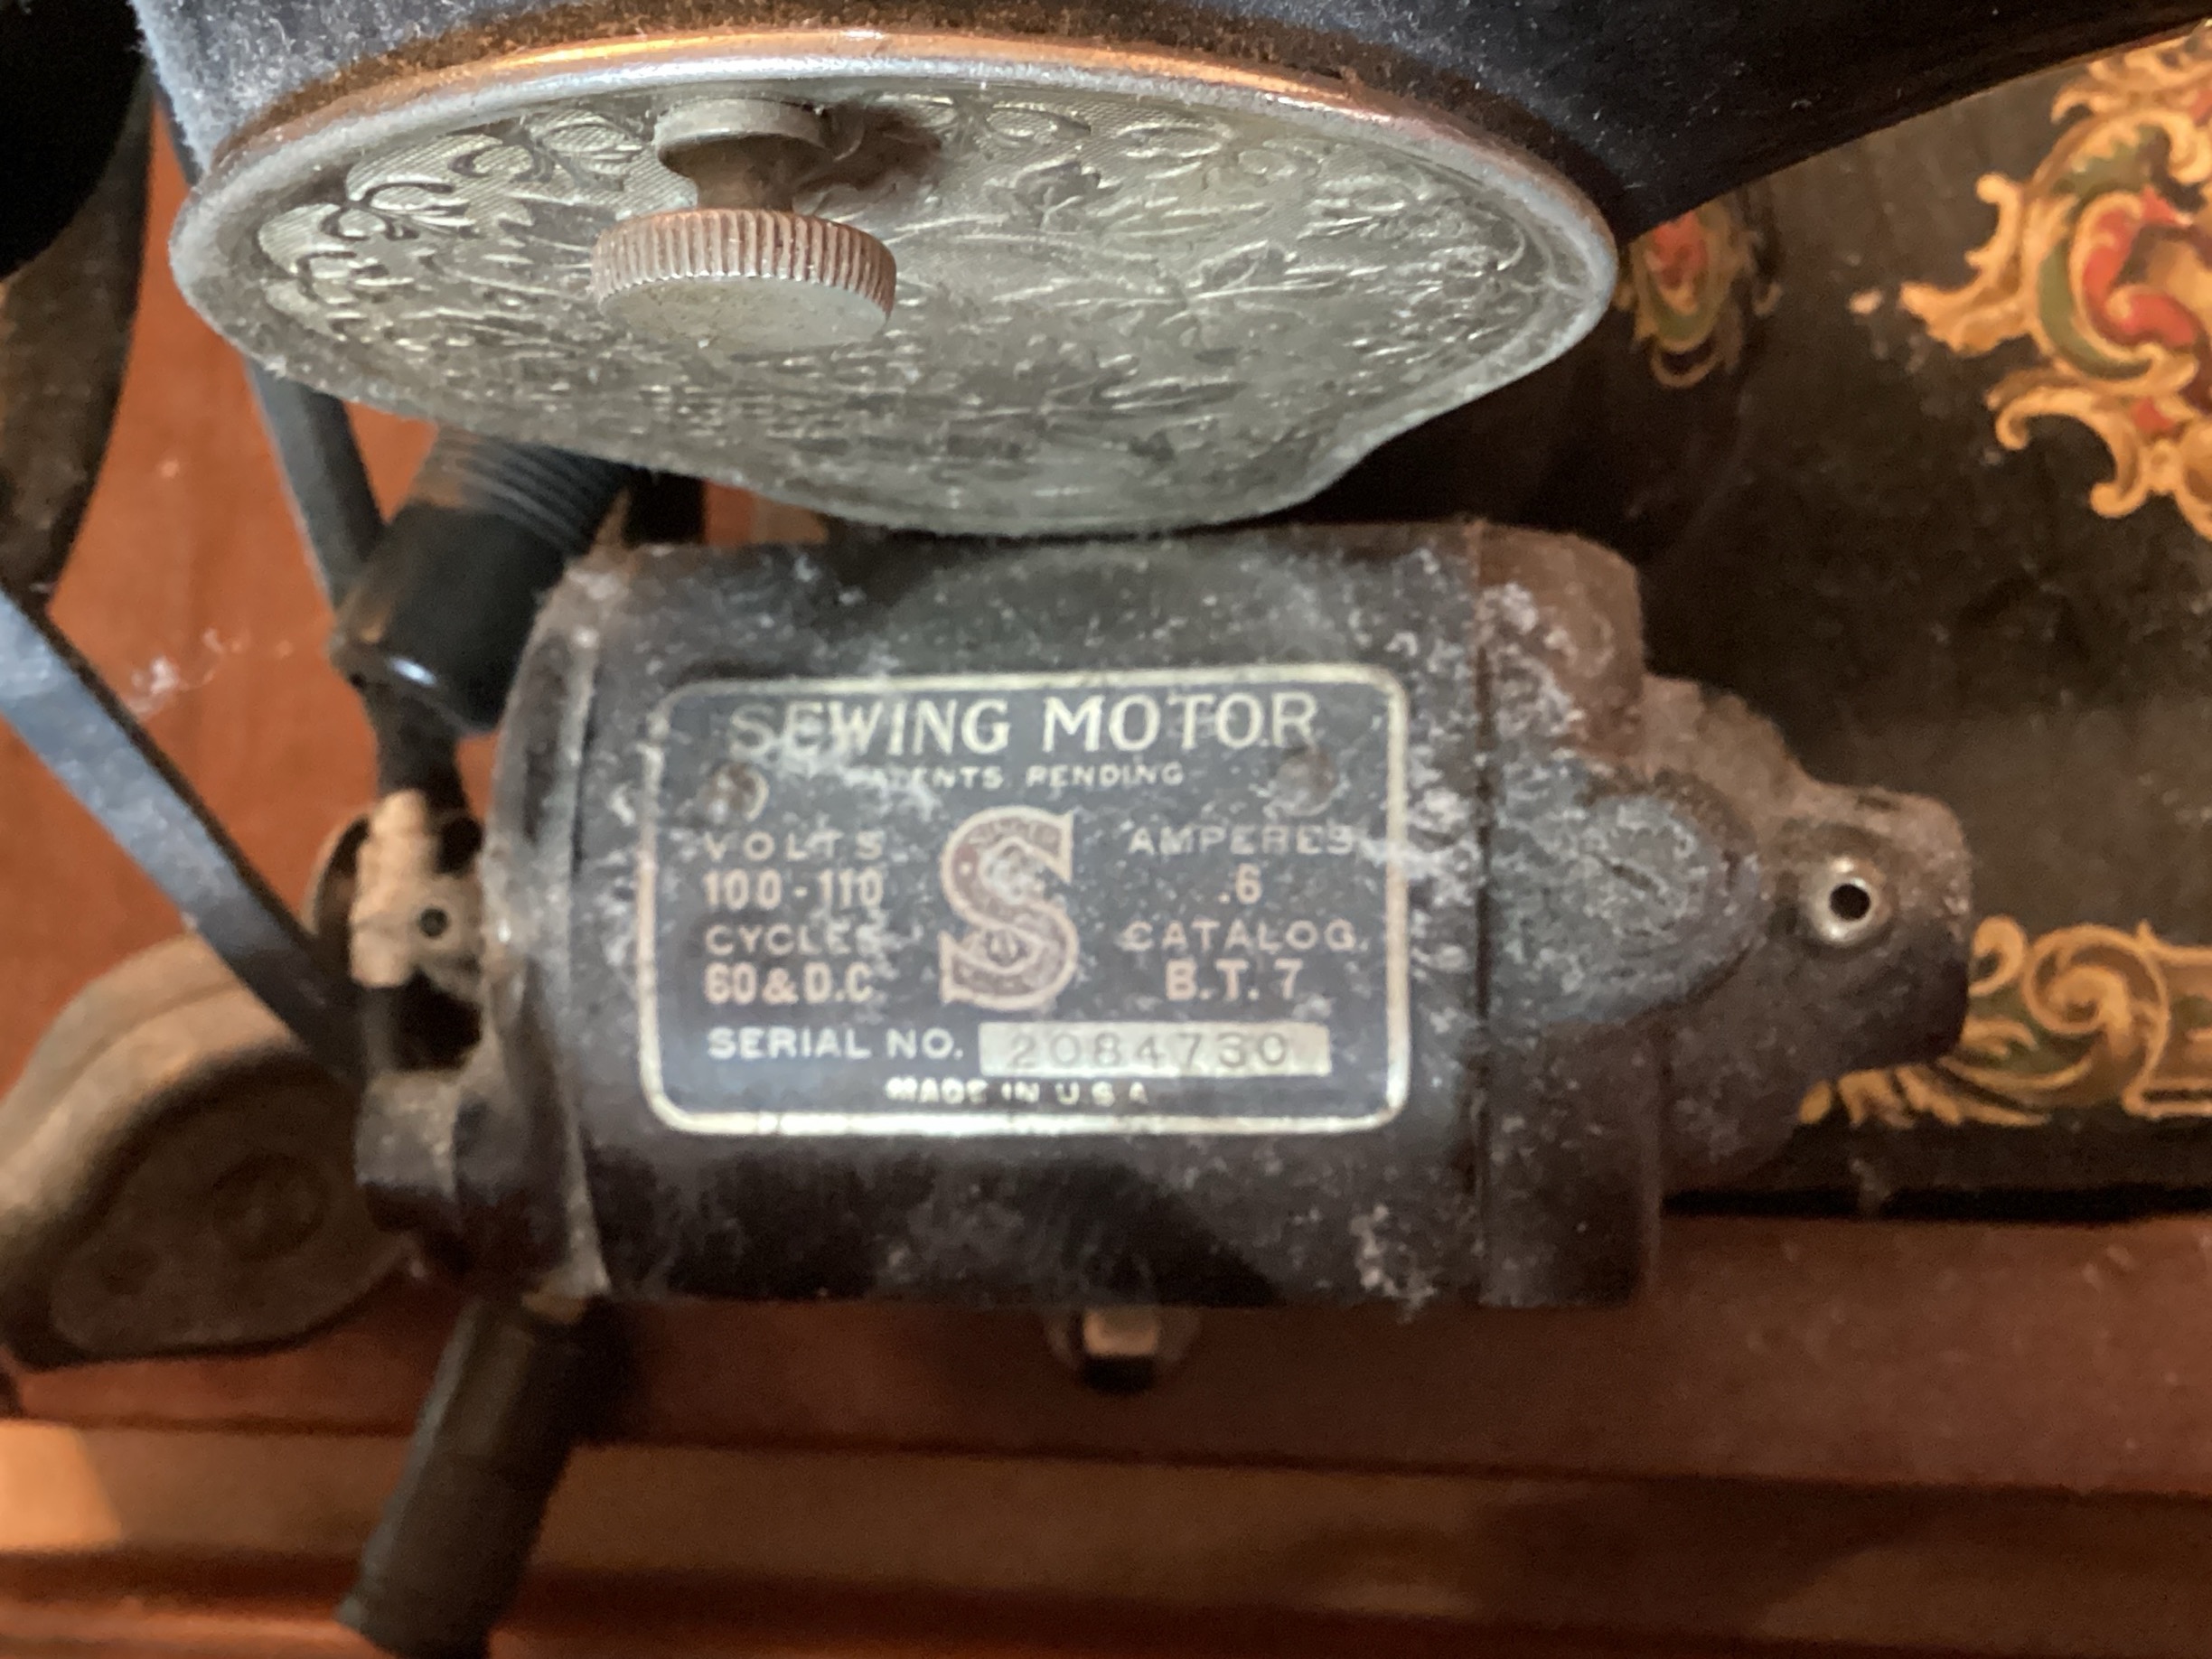 SEWING MOTOR
PATENTS PENDING
VOLTS
100-110
CYCLES
60 & D.C.
S
AMPERES
.6
CATALOG.
B.T. 7
SERIAL NO. 2084730
MADE IN U.S.A